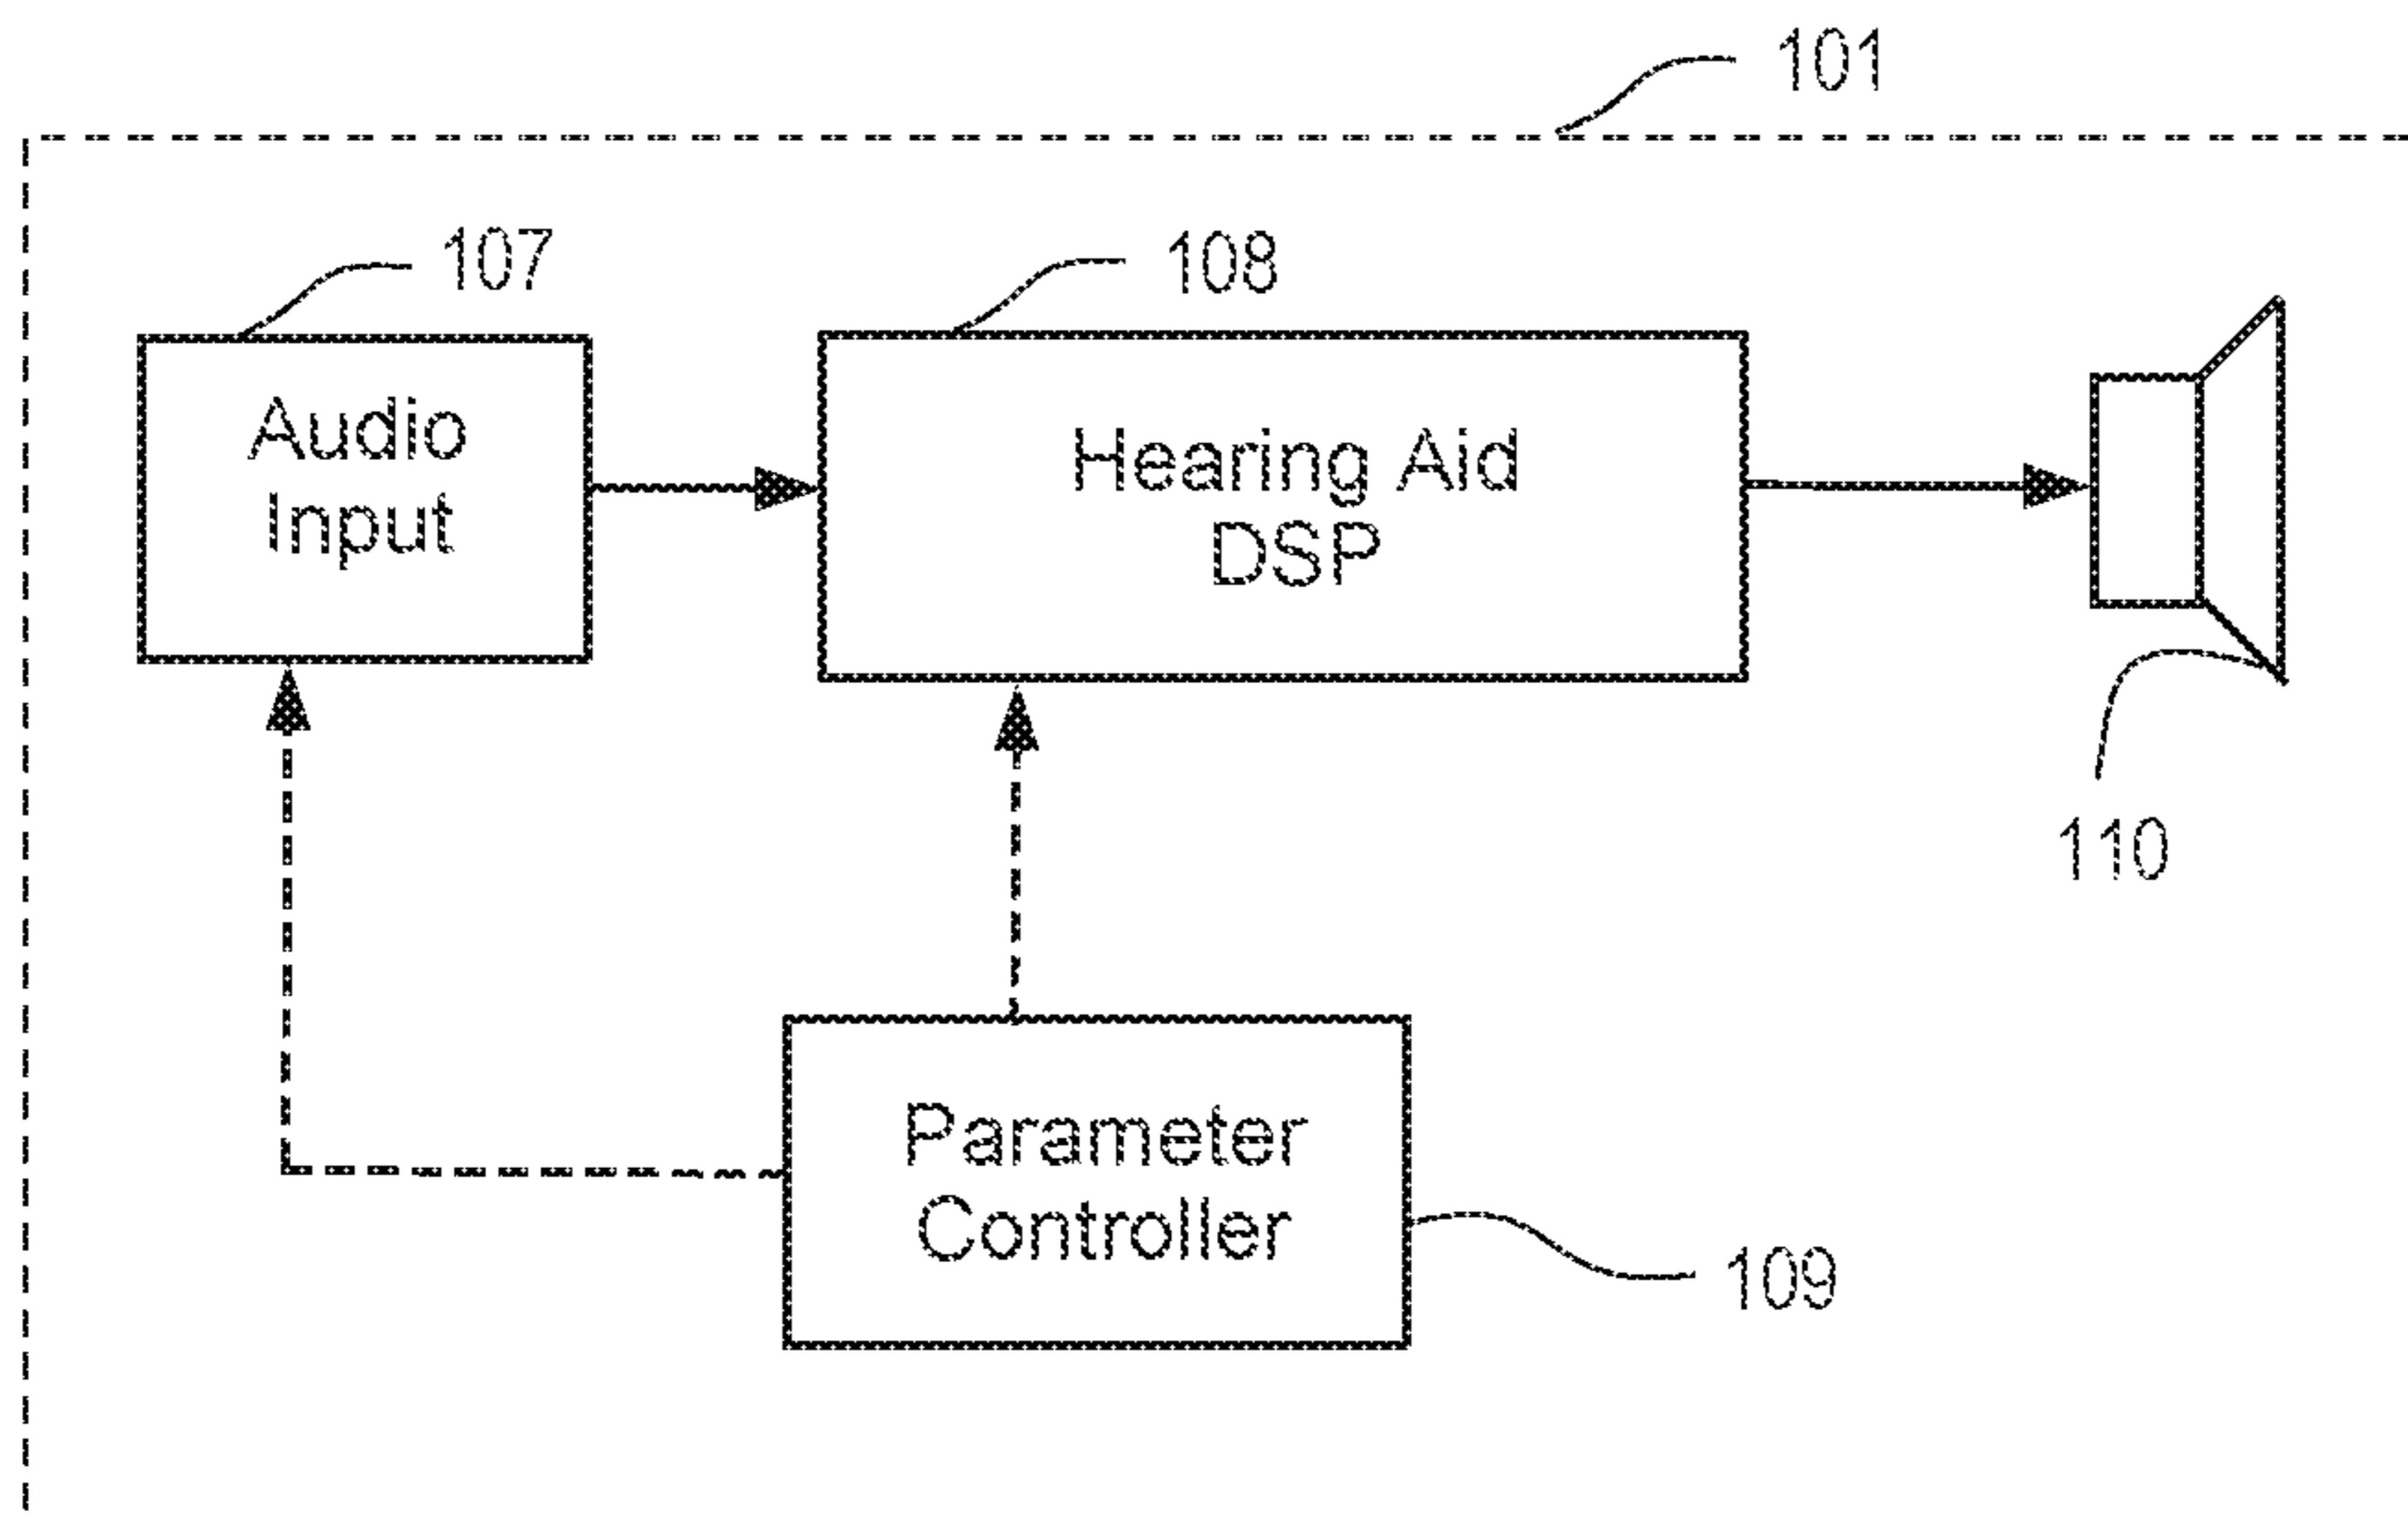 101
107
108
Audio
Input
Hearing Aid
DSP
110
Parameter
Controller
109